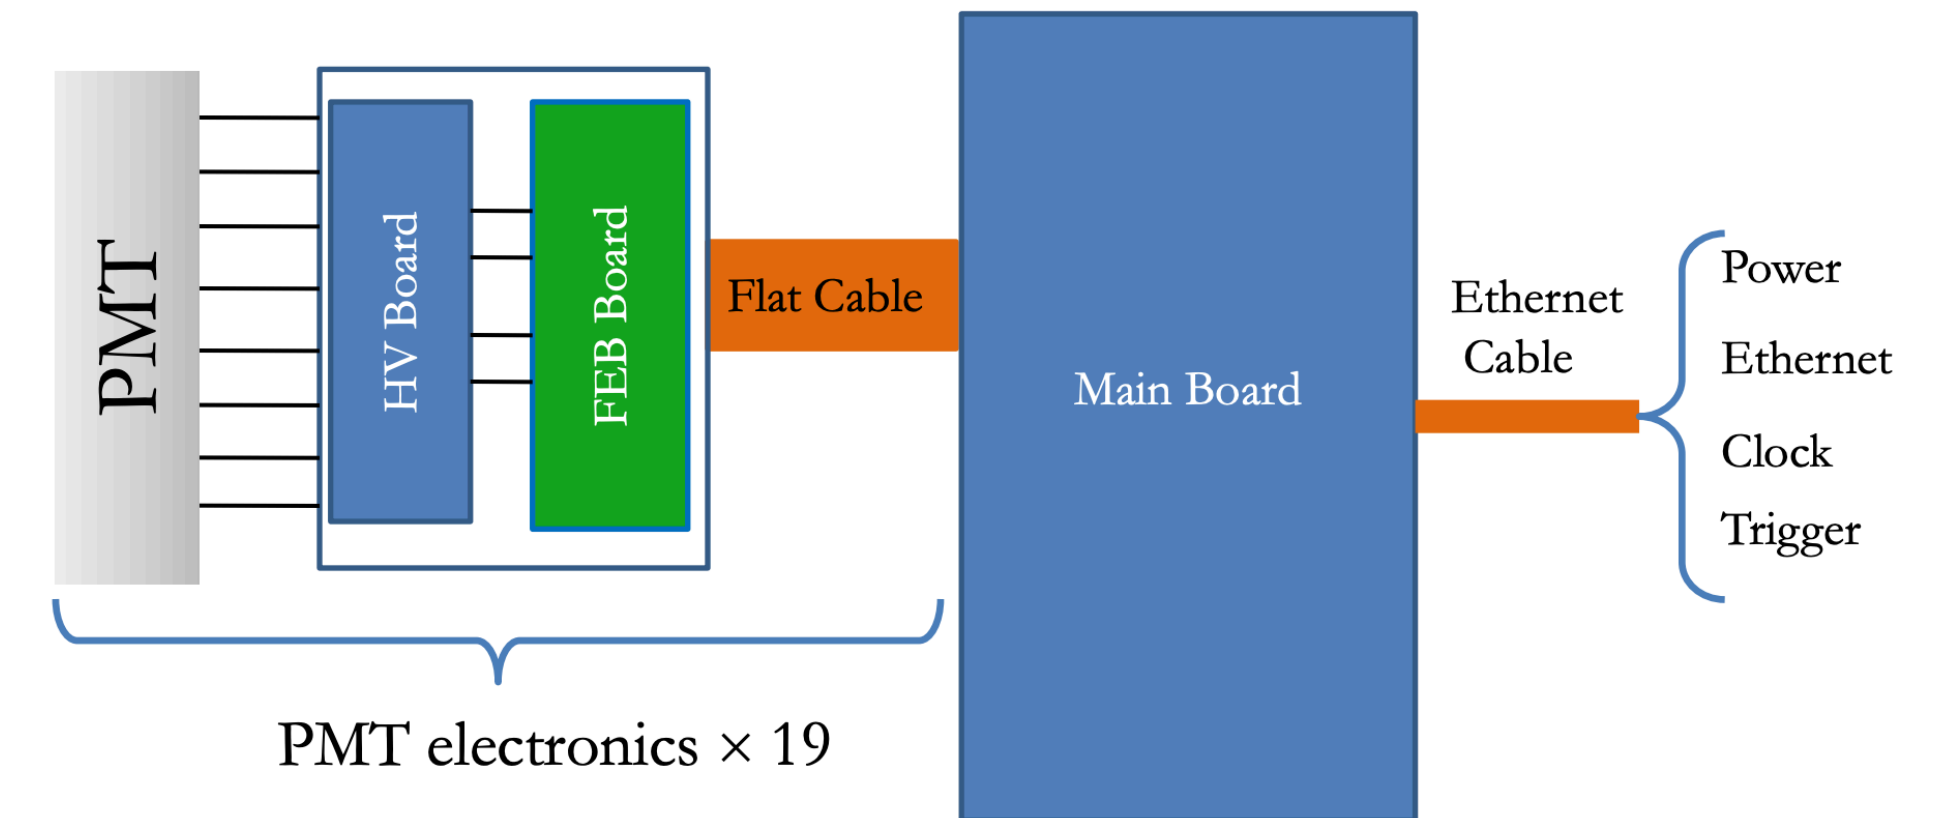 PMT
HV Board
FEB Board
Flat Cable
Main Board
Ethernet
Cable
Power
Ethernet
Clock
Trigger
PMT electronics × 19